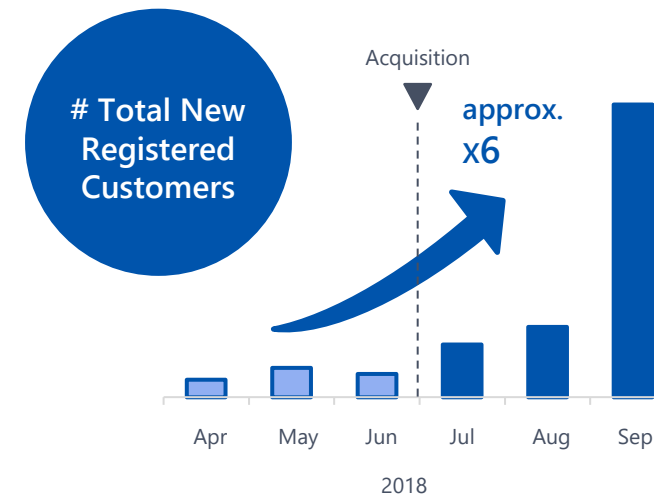 # Total New
Registered
Customers
Acquisition
approx.
x6
Apr May Jun Jul Aug Sep
2018